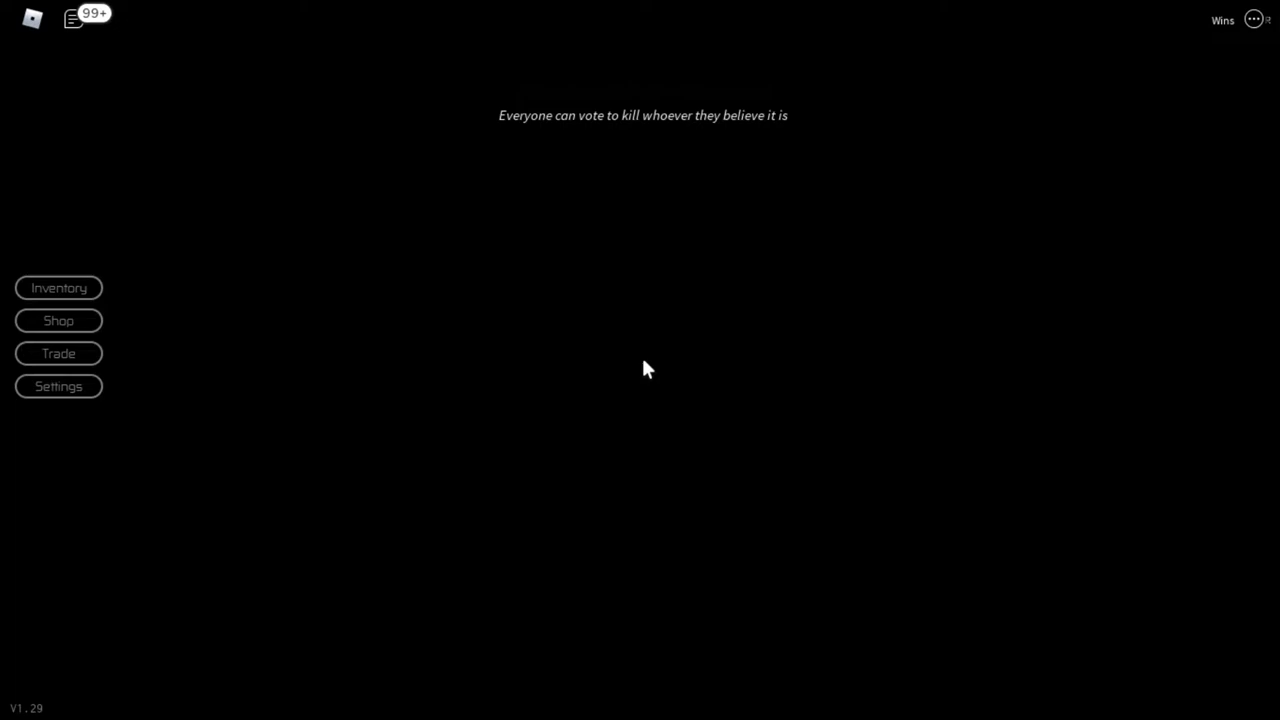 99+
Wins
Everyone can vote to kill whoever they believe it is
Inventory
Shop
Trade
Settings
V1.29